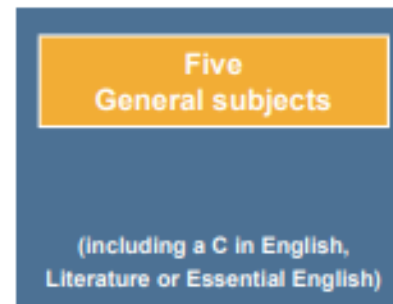 Five
General subjects
(including a C in English,
Literature or Essential English)